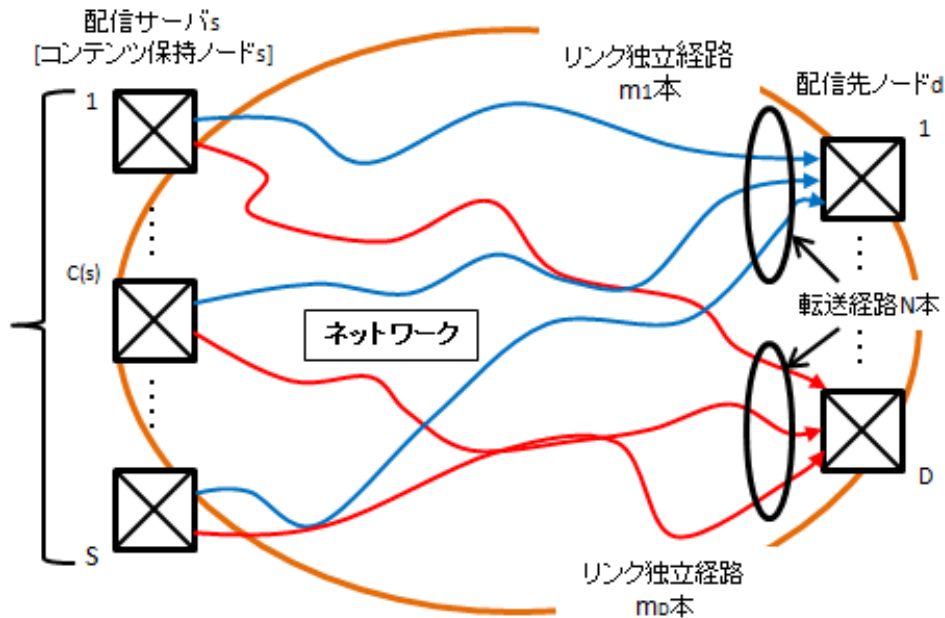 配信サーバs
[コンテンツ保持ノードs]
リンク独立経路
m1本
配信先ノードd
1
1
⋮
C(s)
⋮
ネットワーク
⋮
転送経路N本
⋮
S
D
リンク独立経路
mD本